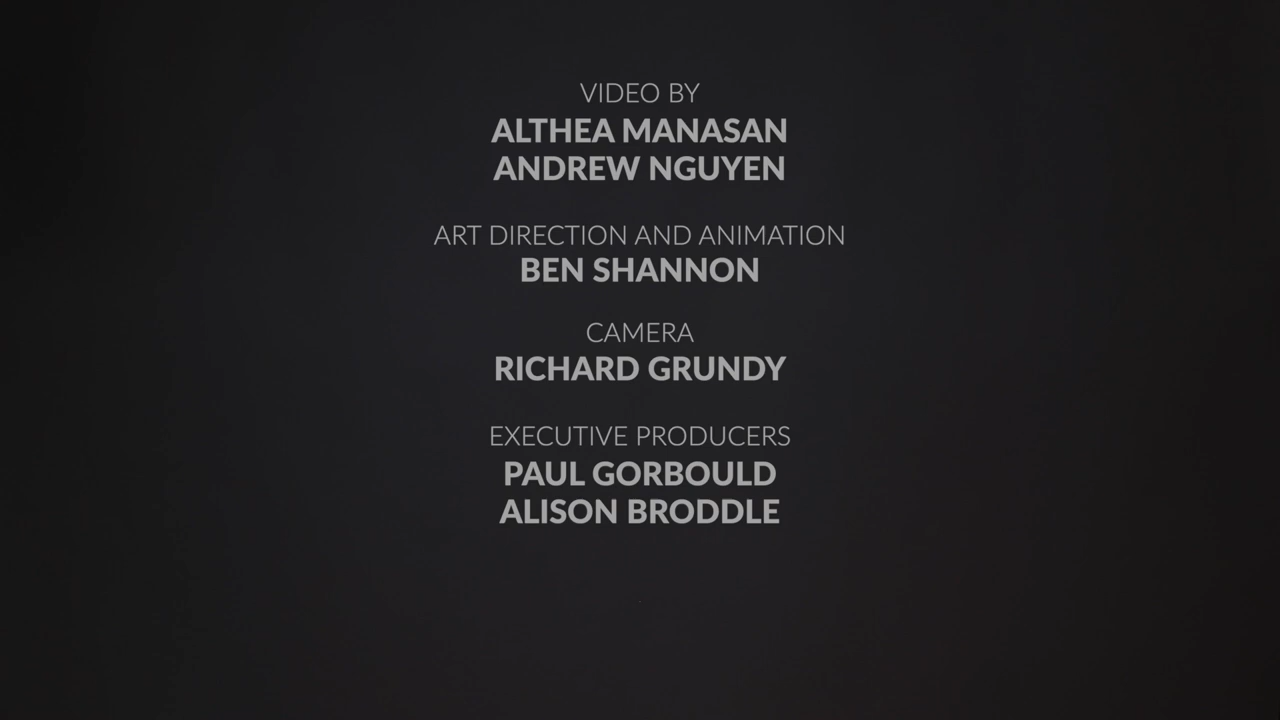 VIDEO BY
ALTHEA MANASAN
ANDREW NGUYEN
ART DIRECTION AND ANIMATION
BEN SHANNON
CAMERA
RICHARD GRUNDY
EXECUTIVE PRODUCERS
PAUL GORBOULD
ALISON BRODDLE